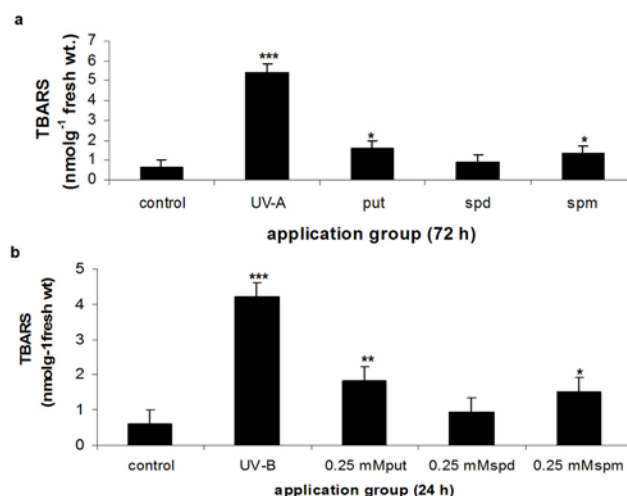 a
TBARS
(nmolg⁻¹ fresh wt.)
7
6
5
4
3
2
1
0
***
*
*
control UV-A put spd spm
application group (72 h)
b
TBARS
(nmolg-1fresh wt)
5
4
3
2
1
0
***
**
*
control UV-B 0.25 mMput 0.25 mMspd 0.25 mMspm
application group (24 h)